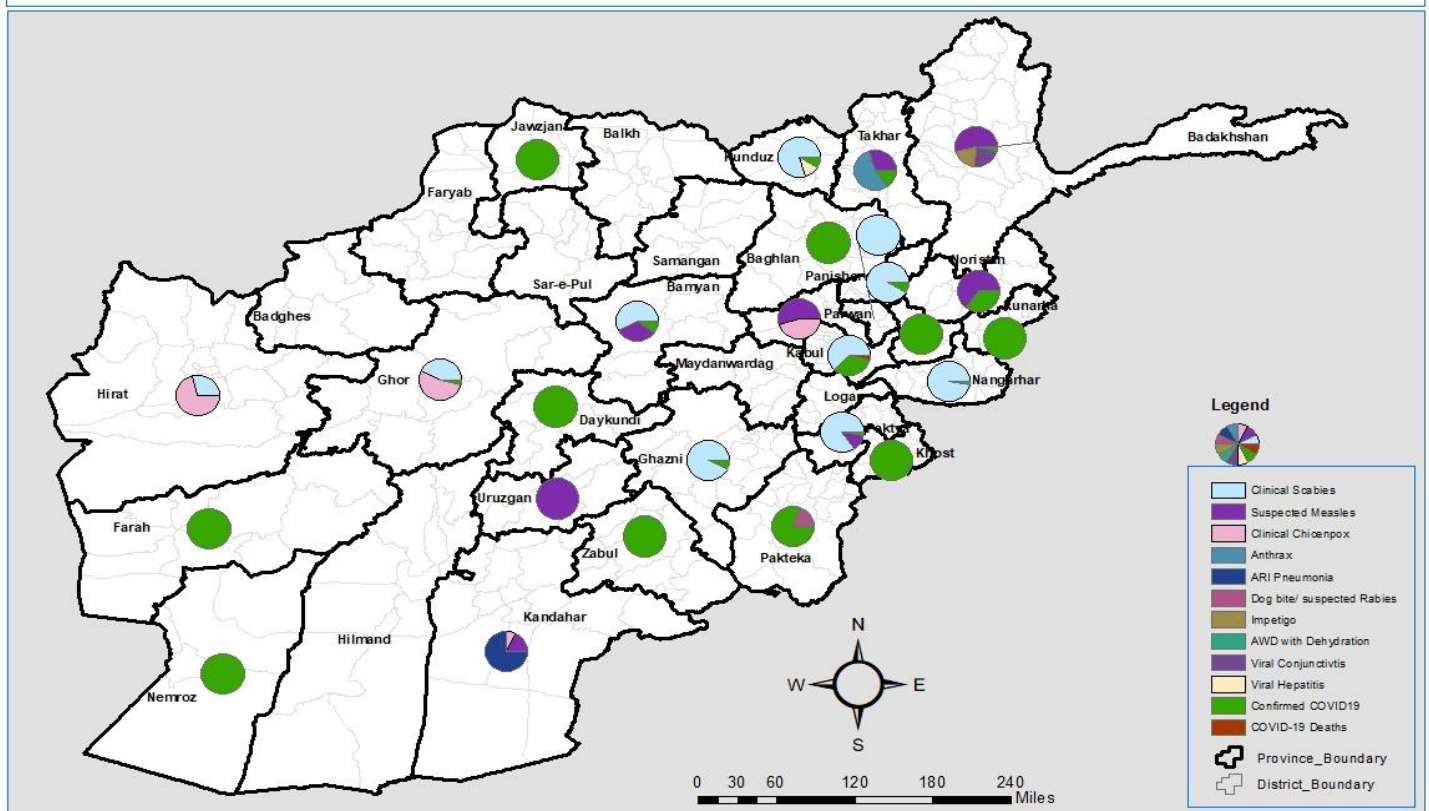 Jawzjan
Balkh
Takhar
Badakhshan
Kunduz
Faryab
Noristan
Samangan
Baghlan
Panisher
Sar-e-Pul
Bamyan
Kunarha
Badghes
Parwan
Kabul
Maydanwardag
Ghor
Nangarhar
Hirat
Logar
Daykundi
Paktya
Khost
Ghazni
Uruzgan
Farah
Zabul
Pakteka
Kandahar
Hilmand
Nemroz
N
W
E
S
0 30 60 120 180 240
Miles
Legend
Clinical Scabies
Suspected Measles
Clinical Chicenpox
Anthrax
ARI Pneumonia
Dog bite/ suspected Rabies
Impetigo
AWD with Dehydration
Viral Conjunctivtis
Viral Hepatitis
Confirmed COVID19
COVID-19 Deaths
Province_Boundary
District_Boundary